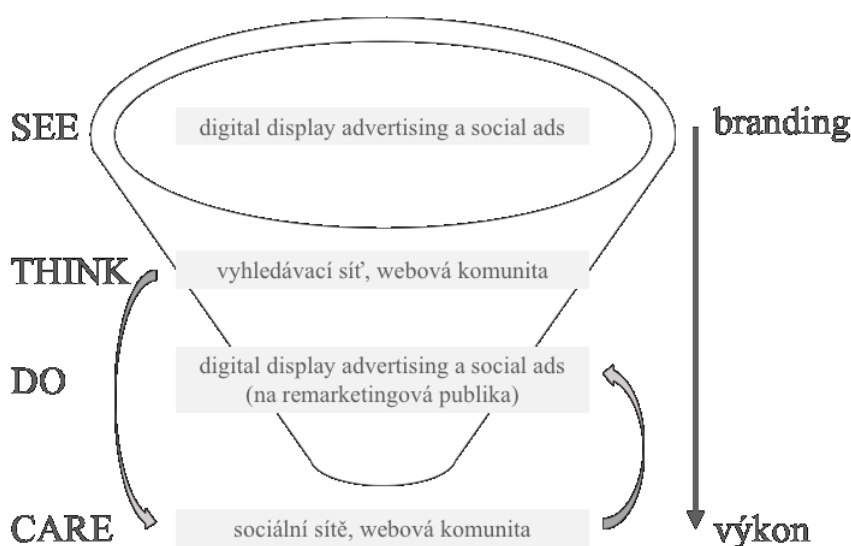 SEE
digital display advertising a social ads
branding
THINK
vyhledávací síť, webová komunita
DO
digital display advertising a social ads
(na remarketingová publika)
CARE
sociální sítě, webová komunita
výkon